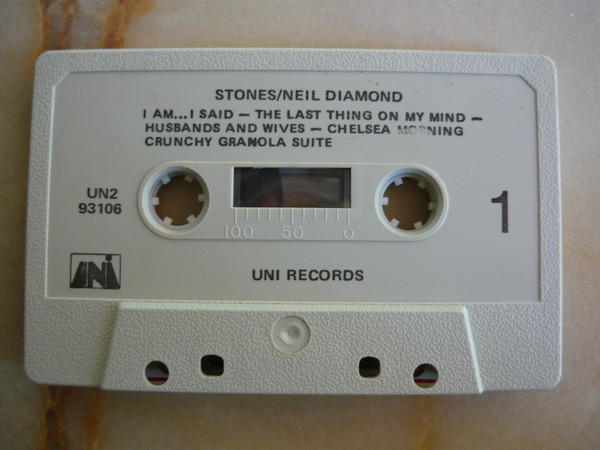 STONES/NEIL DIAMOND
I AM...I SAID – THE LAST THING ON MY MIND –
HUSBANDS AND WIVES – CHELSEA MORNING
CRUNCHY GRANOLA SUITE
UN2
93106
100 50 0
1
UNI
UNI RECORDS